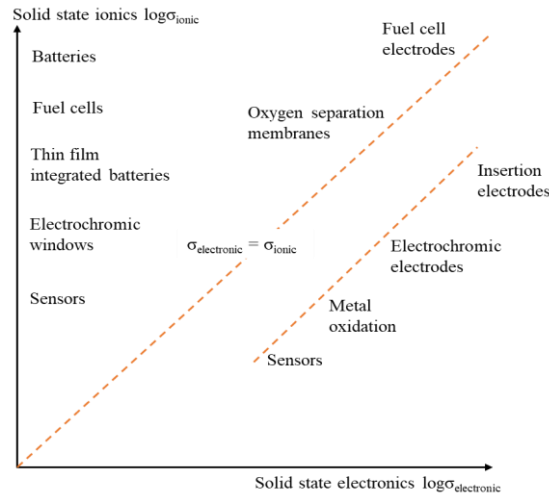 Solid state ionics logσionic
Batteries
Fuel cells
Thin film
integrated batteries
Electrochromic
windows
Sensors
Fuel cell
electrodes
Oxygen separation
membranes
σelectronic = σionic
Insertion
electrodes
Electrochromic
electrodes
Metal
oxidation
Sensors
Solid state electronics logσelectronic